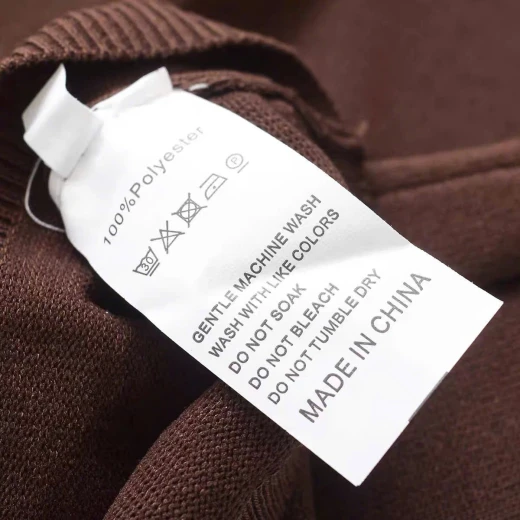 100%Polyester
30
P
GENTLE MACHINE WASH
WASH WITH LIKE COLORS
DO NOT SOAK
DO NOT BLEACH
DO NOT TUMBLE DRY
MADE IN CHINA